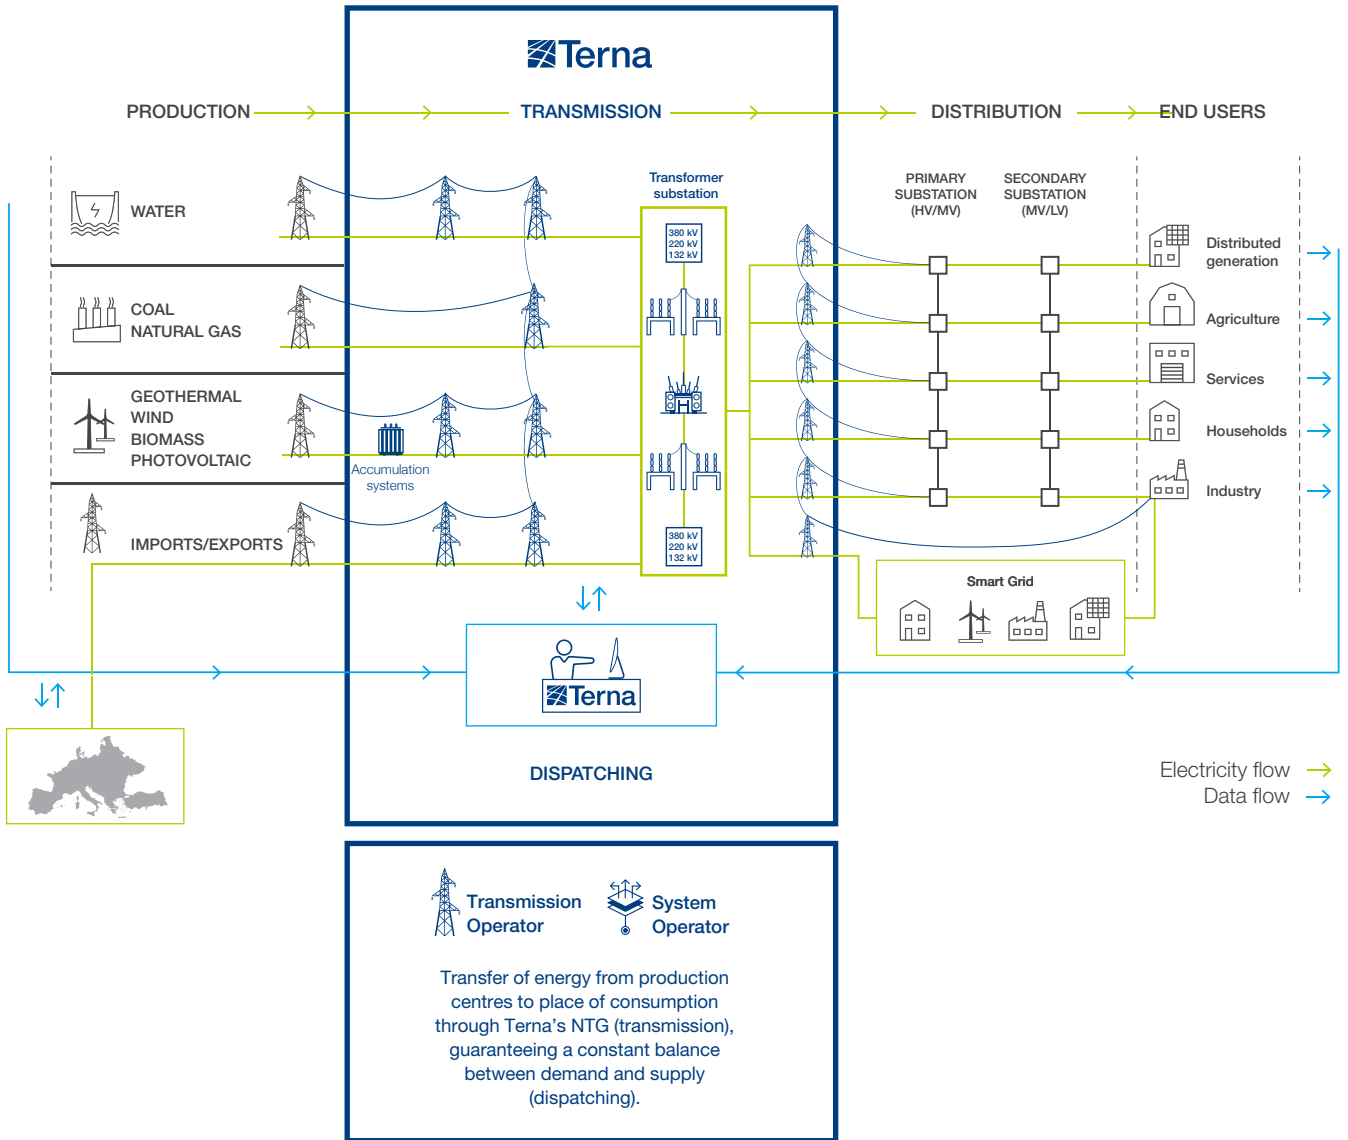 Terna
PRODUCTION
TRANSMISSION
DISTRIBUTION
END USERS
WATER
COAL
NATURAL GAS
GEOTHERMAL
WIND
BIOMASS
PHOTOVOLTAIC
IMPORTS/EXPORTS
Accumulation
systems
Transformer
substation
380 kV
220 kV
132 kV
380 kV
220 kV
132 kV
PRIMARY
SUBSTATION
(HV/MV)
SECONDARY
SUBSTATION
(MV/LV)
Distributed
generation
Agriculture
Services
Households
Industry
Smart Grid
Terna
DISPATCHING
Electricity flow
Data flow
Transmission
Operator
System
Operator
Transfer of energy from production
centres to place of consumption
through Terna’s NTG (transmission),
guaranteeing a constant balance
between demand and supply
(dispatching).